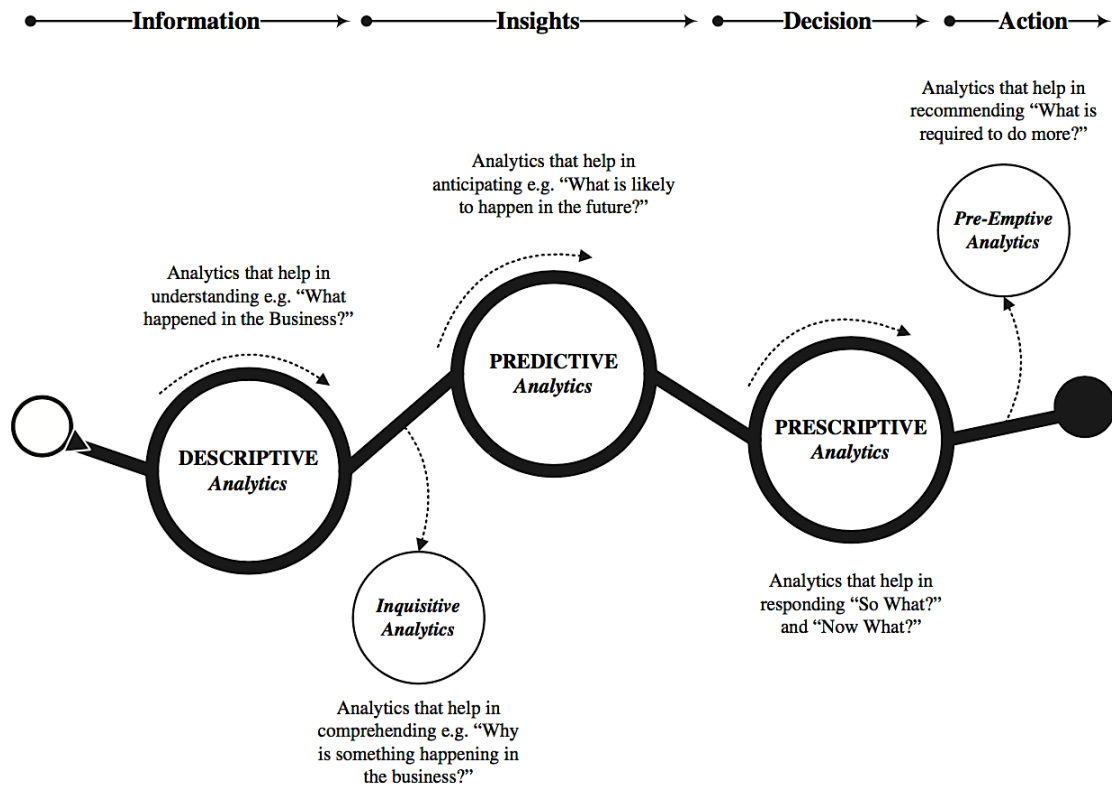 Information
Insights
Decision
Action
Analytics that help in
recommending “What is
required to do more?”
Pre-Emptive
Analytics
Analytics that help in
anticipating e.g. “What is likely
to happen in the future?”
Analytics that help in
understanding e.g. “What
happened in the Business?”
PREDICTIVE
Analytics
DESCRIPTIVE
Analytics
PRESCRIPTIVE
Analytics
Inquisitive
Analytics
Analytics that help in
responding “So What?”
and “Now What?”
Analytics that help in
comprehending e.g. “Why
is something happening in
the business?”